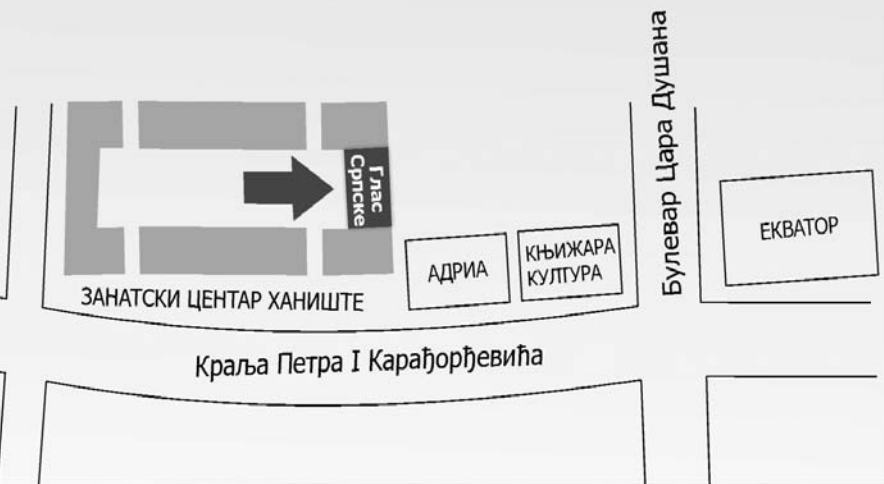 Булевар Цара Душана
Глас
Српске
ЕКВАТОР
АДРИА
КЊИЖАРА
КУЛТУРА
ЗАНАТСКИ ЦЕНТАР ХАНИШТЕ
Краља Петра I Карађорђевића